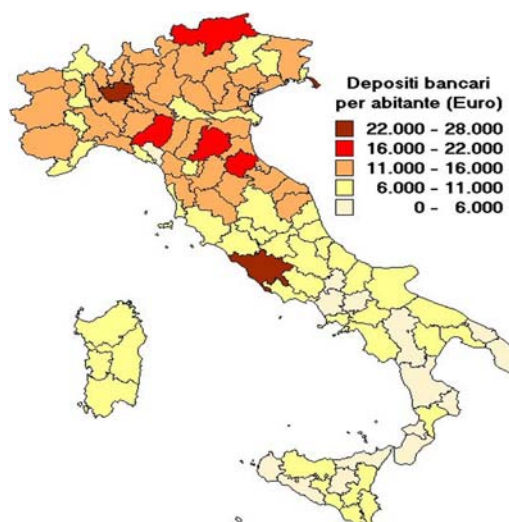 Depositi bancari
per abitante (Euro)
22.000 - 28.000
16.000 - 22.000
11.000 - 16.000
6.000 - 11.000
0 - 6.000